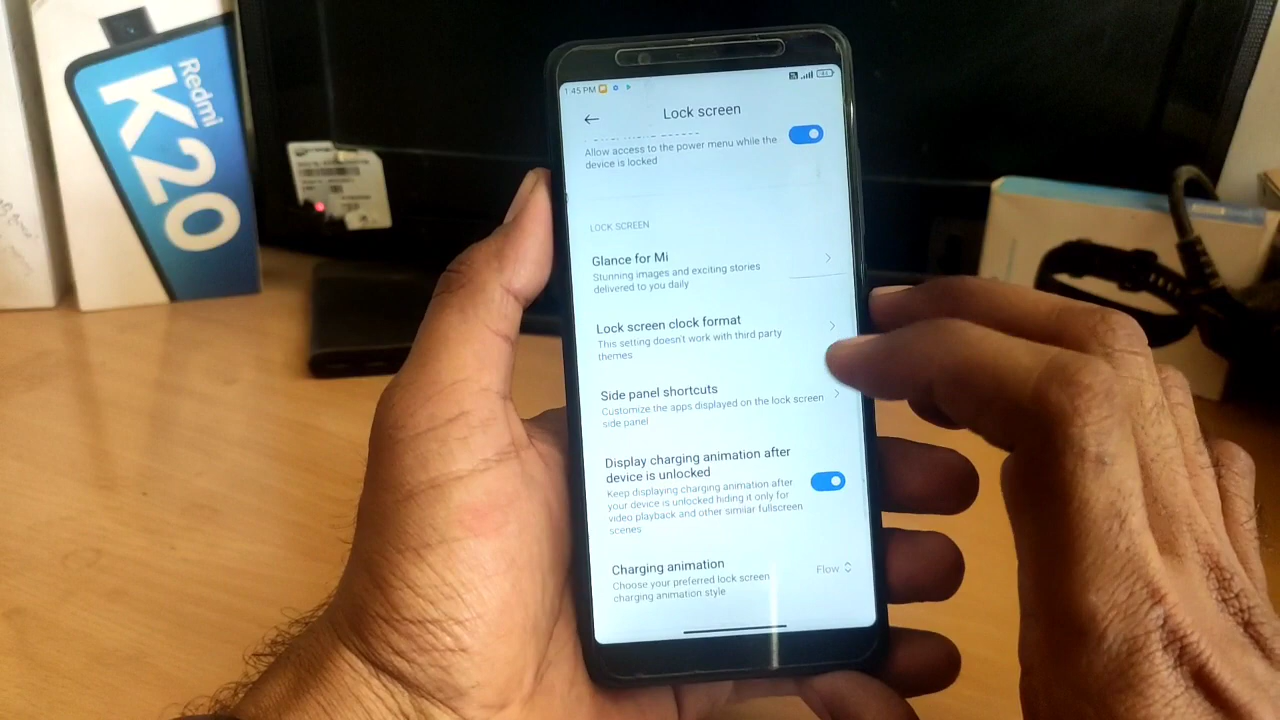 Redmi
K20
1:45 PM
Lock screen
Allow access to the power menu while the
device is locked
LOCK SCREEN
Glance for Mi
Stunning images and exciting stories
delivered to you daily
Lock screen clock format
This setting doesn't work with third party
themes
Side panel shortcuts
Customize the apps displayed on the lock screen
side panel
Display charging animation after
device is unlocked
Keep displaying charging animation after
your device is unlocked hiding it only for
video playback and other similar fullscreen
scenes
Charging animation
Flow
Choose your preferred lock screen
charging animation style